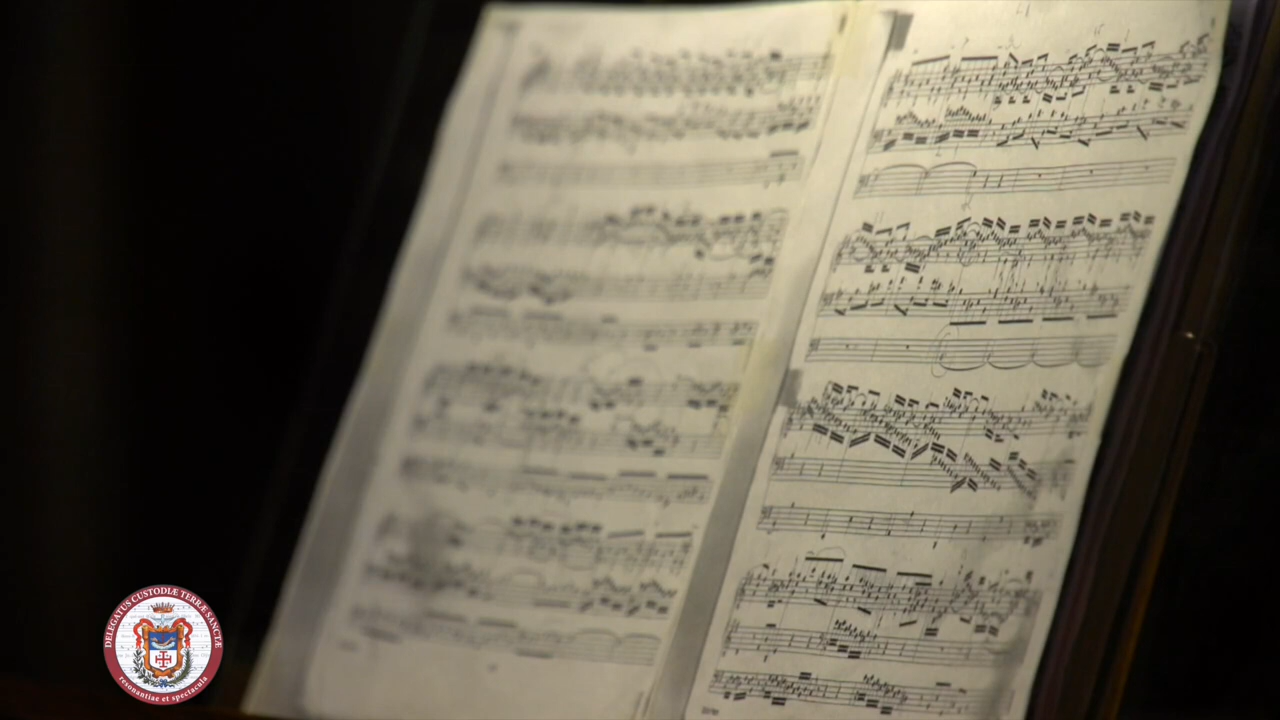 DELEGATUS CUSTODIÆ TERRÆ SANCTÆ
resonantiae et spectacula